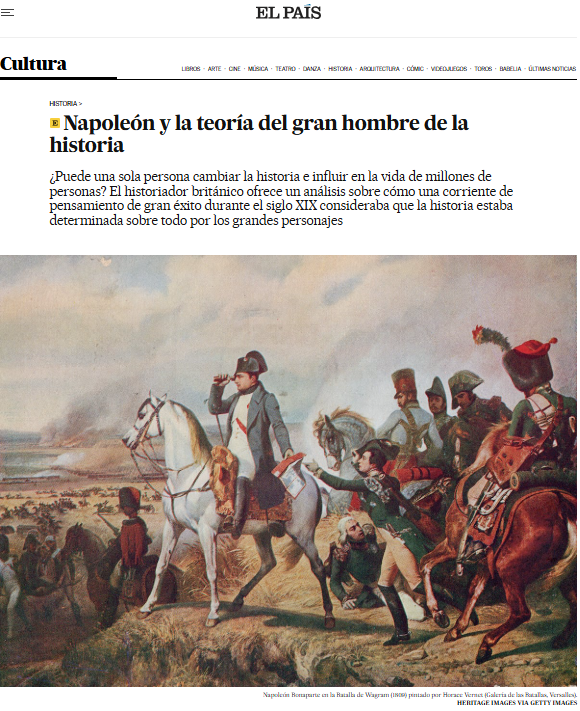 EL PAÍS
Cultura
LIBROS · ARTE · CINE · MÚSICA · TEATRO · DANZA · HISTORIA · ARQUITECTURA · CÓMIC · VIDEOJUEGOS · TOROS · BABELIA · ÚLTIMAS NOTICIAS
HISTORIA >
E Napoleón y la teoría del gran hombre de la
historia
¿Puede una sola persona cambiar la historia e influir en la vida de millones de
personas? El historiador británico ofrece un análisis sobre cómo una corriente de
pensamiento de gran éxito durante el siglo XIX consideraba que la historia estaba
determinada sobre todo por los grandes personajes
Napoleón Bonaparte en la Batalla de Wagram (1809) pintado por Horace Vernet (Galería de las Batallas, Versalles).
HERITAGE IMAGES VIA GETTY IMAGES